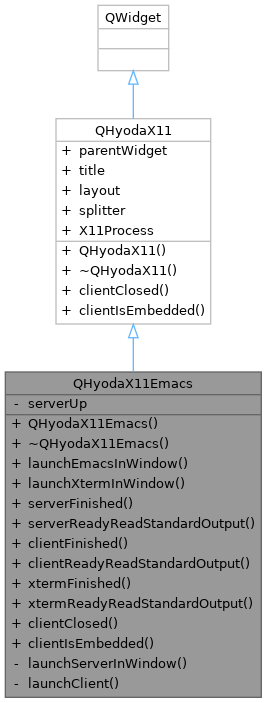 QWidget
QHyodaX11
+ parentWidget
+ title
+ layout
+ splitter
+ X11Process
+ QHyodaX11()
+ ~QHyodaX11()
+ clientClosed()
+ clientIsEmbedded()
QHyodaX11Emacs
- serverUp
+ QHyodaX11Emacs()
+ ~QHyodaX11Emacs()
+ launchEmacsInWindow()
+ launchXtermInWindow()
+ serverFinished()
+ serverReadyReadStandardOutput()
+ clientFinished()
+ clientReadyReadStandardOutput()
+ xtermFinished()
+ xtermReadyReadStandardOutput()
+ clientClosed()
+ clientIsEmbedded()
- launchServerInWindow()
- launchClient()